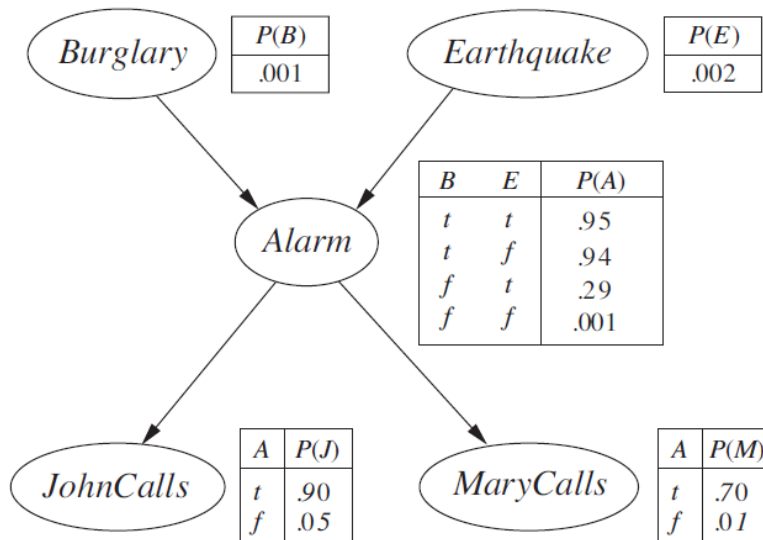 Burglary
P(B)
.001
Earthquake
P(E)
.002
Alarm
B E P(A)
t t .95
t f .94
f t .29
f f .001
JohnCalls
A P(J)
t .90
f .05
MaryCalls
A P(M)
t .70
f .01